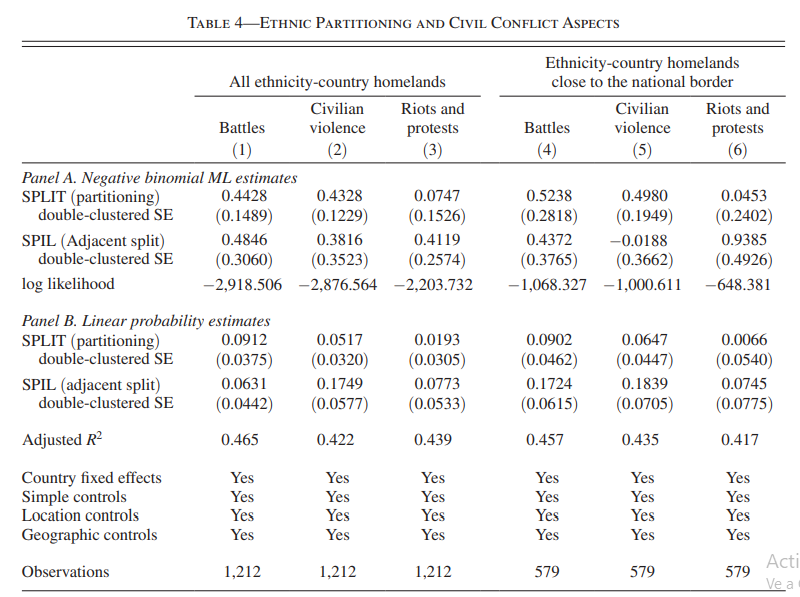 TABLE 4—ETHNIC PARTITIONING AND CIVIL CONFLICT ASPECTS
All ethnicity-country homelands Ethnicity-country homelands close to the national border
Battles Civilian violence Riots and protests Battles Civilian violence Riots and protests
(1) (2) (3) (4) (5) (6)
Panel A. Negative binomial ML estimates
SPLIT (partitioning) 0.4428 0.4328 0.0747 0.5238 0.4980 0.0453
double-clustered SE (0.1489) (0.1229) (0.1526) (0.2818) (0.1949) (0.2402)
SPIL (Adjacent split) 0.4846 0.3816 0.4119 0.4372 −0.0188 0.9385
double-clustered SE (0.3060) (0.3523) (0.2574) (0.3765) (0.3662) (0.4926)
log likelihood −2,918.506 −2,876.564 −2,203.732 −1,068.327 −1,000.611 −648.381
Panel B. Linear probability estimates
SPLIT (partitioning) 0.0912 0.0517 0.0193 0.0902 0.0647 0.0066
double-clustered SE (0.0375) (0.0320) (0.0305) (0.0462) (0.0447) (0.0540)
SPIL (adjacent split) 0.0631 0.1749 0.0773 0.1724 0.1839 0.0745
double-clustered SE (0.0442) (0.0577) (0.0533) (0.0615) (0.0705) (0.0775)
Adjusted R² 0.465 0.422 0.439 0.457 0.435 0.417
Country fixed effects Yes Yes Yes Yes Yes Yes
Simple controls Yes Yes Yes Yes Yes Yes
Location controls Yes Yes Yes Yes Yes Yes
Geographic controls Yes Yes Yes Yes Yes Yes
Observations 1,212 1,212 1,212 579 579 579
Acti
Ve a